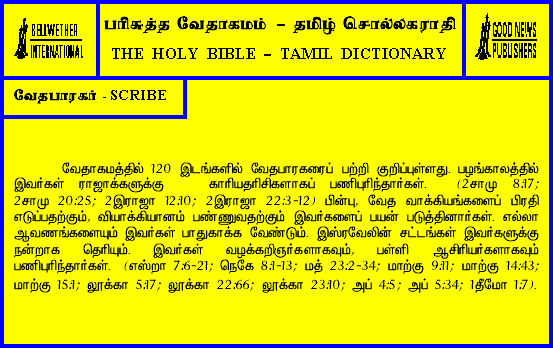 BELLWETHER
INTERNATIONAL
பரிசுத்த வேதாகமம் – தமிழ் சொல்லகராதி
THE HOLY BIBLE – TAMIL DICTIONARY
GOOD NEWS
PUBLISHERS
வேதபாரகர் - SCRIBE
வேதாகமத்தில் 120 இடங்களில் வேதபாரகரைப் பற்றி குறிப்புள்ளது. பழங்காலத்தில்
இவர்கள் ராஜாக்களுக்கு காரியதரிசிகளாகப் பணிபுரிந்தார்கள். (2சாமு 8:17;
2சாமு 20:25; 2இராஜா 12:10; 2இராஜா 22:3-12) பின்பு, வேத வாக்கியங்களைப் பிரதி
எடுப்பதற்கும், வியாக்கியானம் பண்ணுவதற்கும் இவர்களைப் பயன் படுத்தினார்கள். எல்லா
ஆவணங்களையும் இவர்கள் பாதுகாக்க வேண்டும். இஸ்ரவேலின் சட்டங்கள் இவர்களுக்கு
நன்றாக தெரியும். இவர்கள் வழக்கறிஞர்களாகவும், பள்ளி ஆசிரியர்களாகவும்
பணிபுரிந்தார்கள். (எஸ்றா 7:6-21; நெகே 8:1-13; மத் 23:2-34; மாற்கு 9:11; மாற்கு 14:43;
மாற்கு 15:1; லூக்கா 5:17; லூக்கா 22:66; லூக்கா 23:10; அப் 4:5; அப் 5:34; 1தீமோ 1:7).